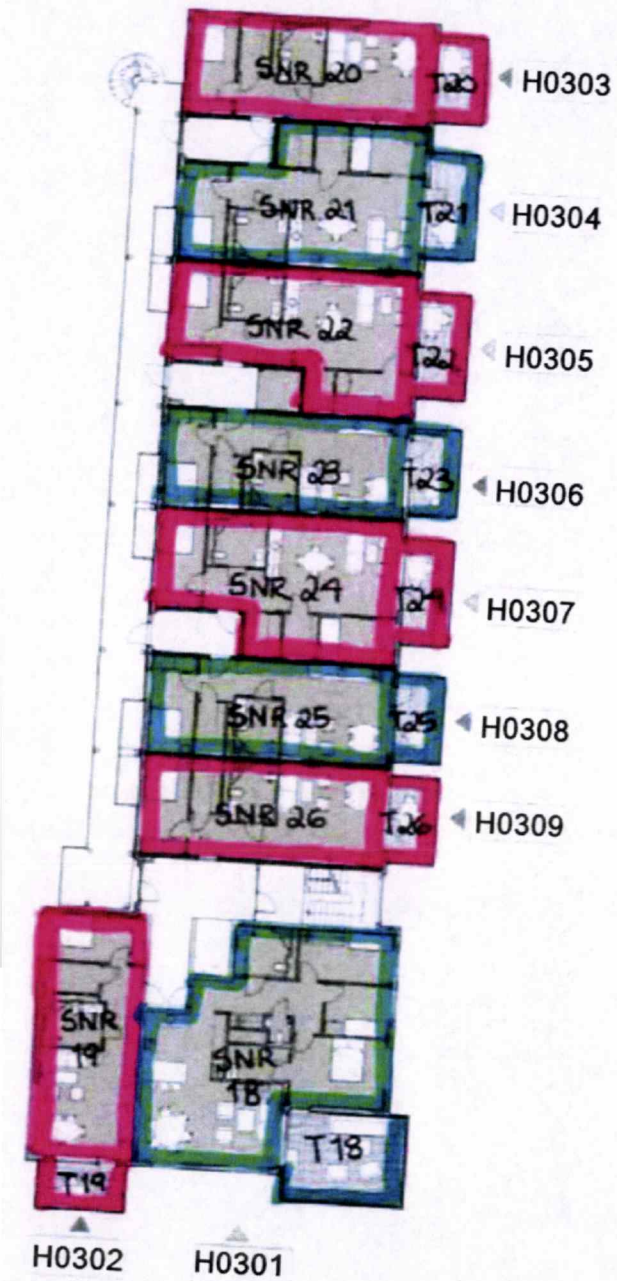 SNR 20
T20
H0303
SNR 21
T21
H0304
SNR 22
T22
H0305
SNR 23
T23
H0306
SNR 24
T24
H0307
SNR 25
T25
H0308
SNR 26
T26
H0309
SNR
19
SNR
18
T18
T19
H0302
H0301